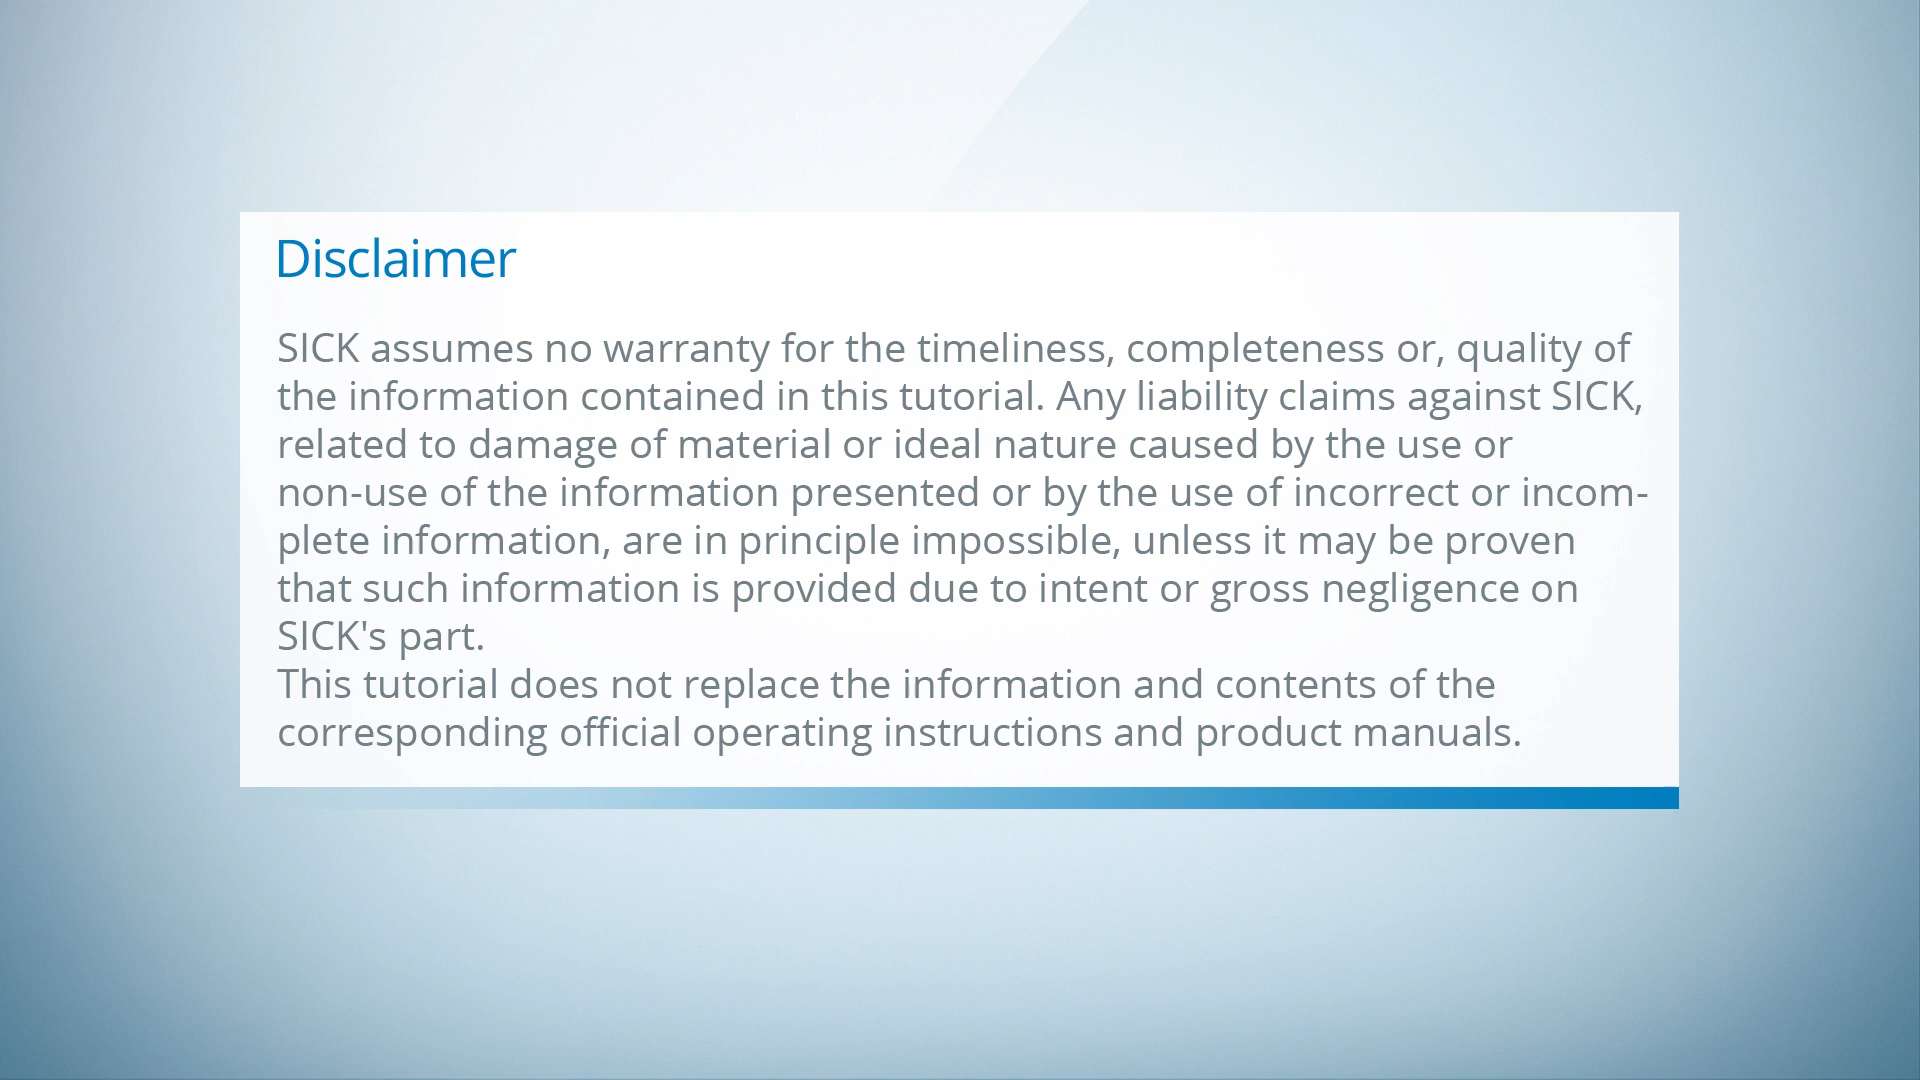 Disclaimer
SICK assumes no warranty for the timeliness, completeness or, quality of
the information contained in this tutorial. Any liability claims against SICK,
related to damage of material or ideal nature caused by the use or
non-use of the information presented or by the use of incorrect or incom-
plete information, are in principle impossible, unless it may be proven
that such information is provided due to intent or gross negligence on
SICK's part.
This tutorial does not replace the information and contents of the
corresponding official operating instructions and product manuals.